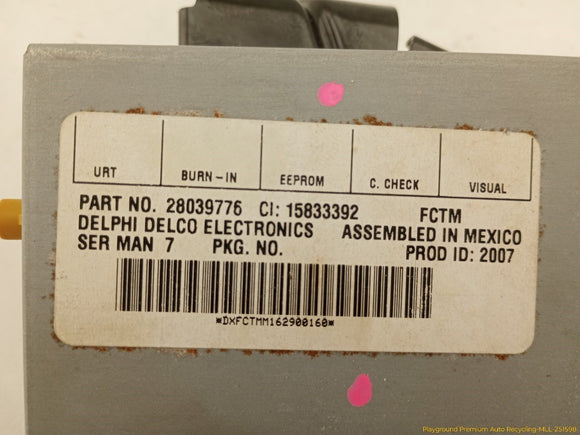 URT BURN-IN EEPROM C. CHECK VISUAL
PART NO. 28039776 CI: 15833392 FCTM
DELPHI DELCO ELECTRONICS ASSEMBLED IN MEXICO
SER MAN 7 PKG. NO. PROD ID: 2007
*DXFCTMM162900160*
Playground Premium Auto Recycling-MLL-251598